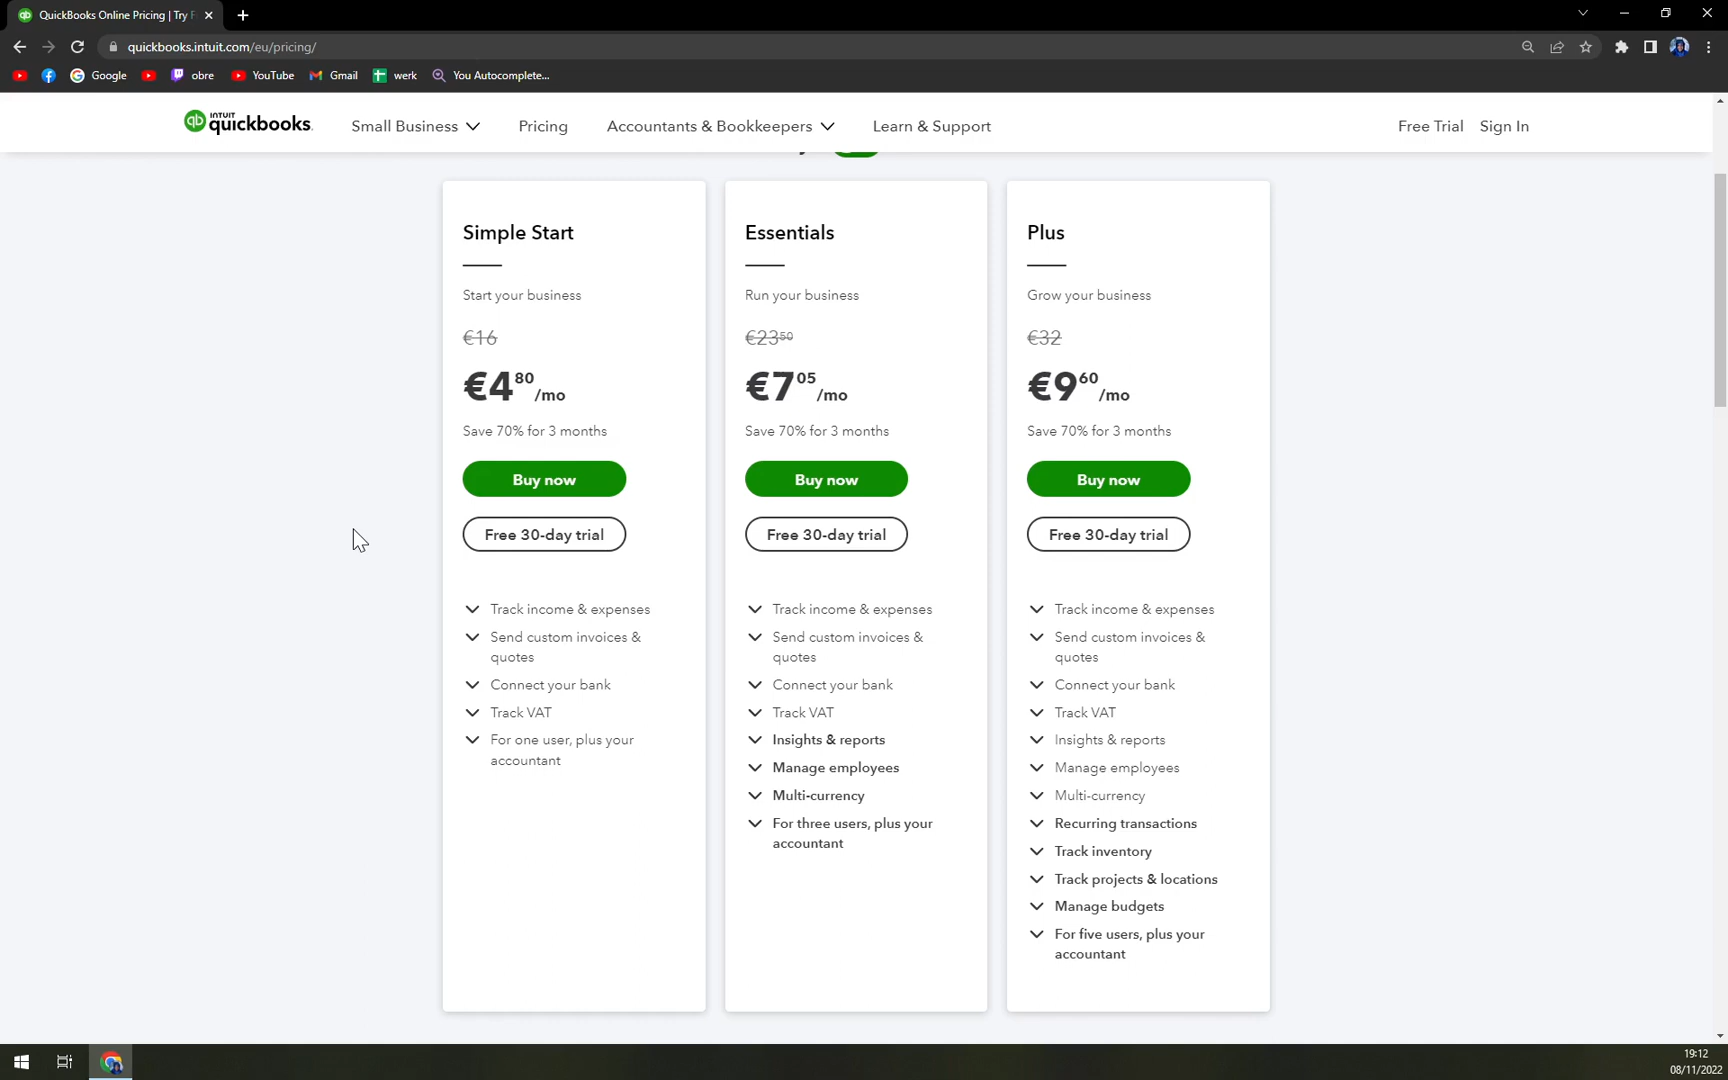 QuickBooks Online Pricing | Try F
quickbooks.intuit.com/eu/pricing/
Google
obre
YouTube
Gmail
werk
You Autocomplete...
INTUIT
quickbooks.
Small Business
Pricing
Accountants & Bookkeepers
Learn & Support
Free Trial
Sign In
Simple Start
Start your business
€16
€4 80 /mo
Save 70% for 3 months
Buy now
Free 30-day trial
Track income & expenses
Send custom invoices &
quotes
Connect your bank
Track VAT
For one user, plus your
accountant
Essentials
Run your business
€23 50
€7 05 /mo
Save 70% for 3 months
Buy now
Free 30-day trial
Track income & expenses
Send custom invoices &
quotes
Connect your bank
Track VAT
Insights & reports
Manage employees
Multi-currency
For three users, plus your
accountant
Plus
Grow your business
€32
€9 60 /mo
Save 70% for 3 months
Buy now
Free 30-day trial
Track income & expenses
Send custom invoices &
quotes
Connect your bank
Track VAT
Insights & reports
Manage employees
Multi-currency
Recurring transactions
Track inventory
Track projects & locations
Manage budgets
For five users, plus your
accountant
19:12
08/11/2022